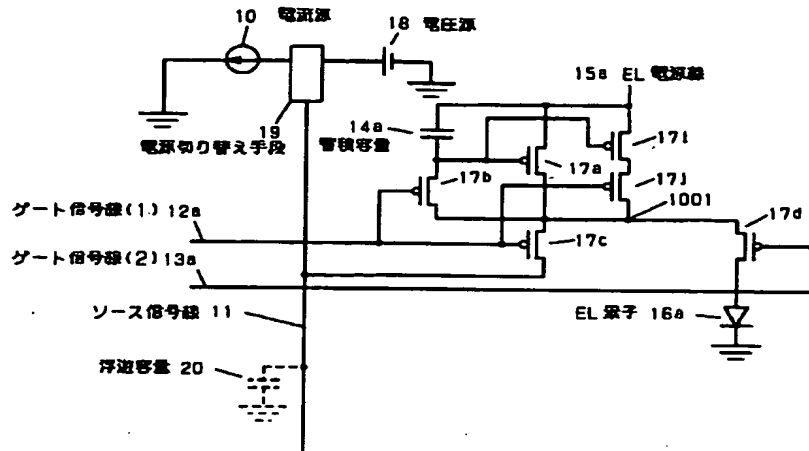 10 電流源
18 電圧源
15a EL 電源線
19
電源切り替え手段
14a
蓄積容量
17i
17a
17b
17j
1001
17d
ゲート信号線(1) 12a
17c
ゲート信号線(2) 13a
ソース信号線 11
EL 素子 16a
浮遊容量 20